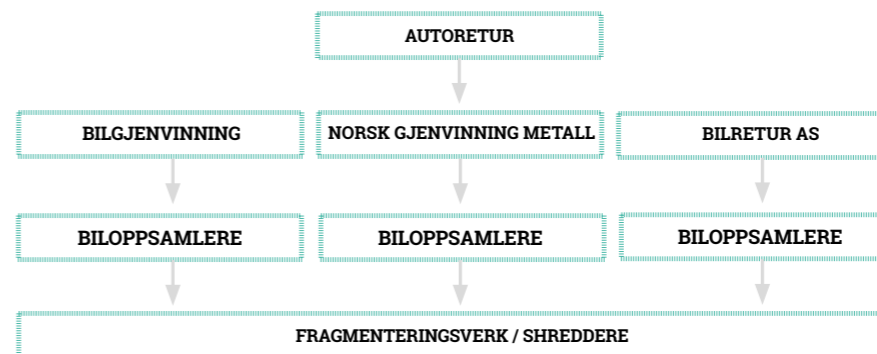 AUTORETUR
BILGJENVINNING
NORSK GJENVINNING METALL
BILRETUR AS
BILOPPSAMLERE
BILOPPSAMLERE
BILOPPSAMLERE
FRAGMENTERINGSVERK / SHREDDERE